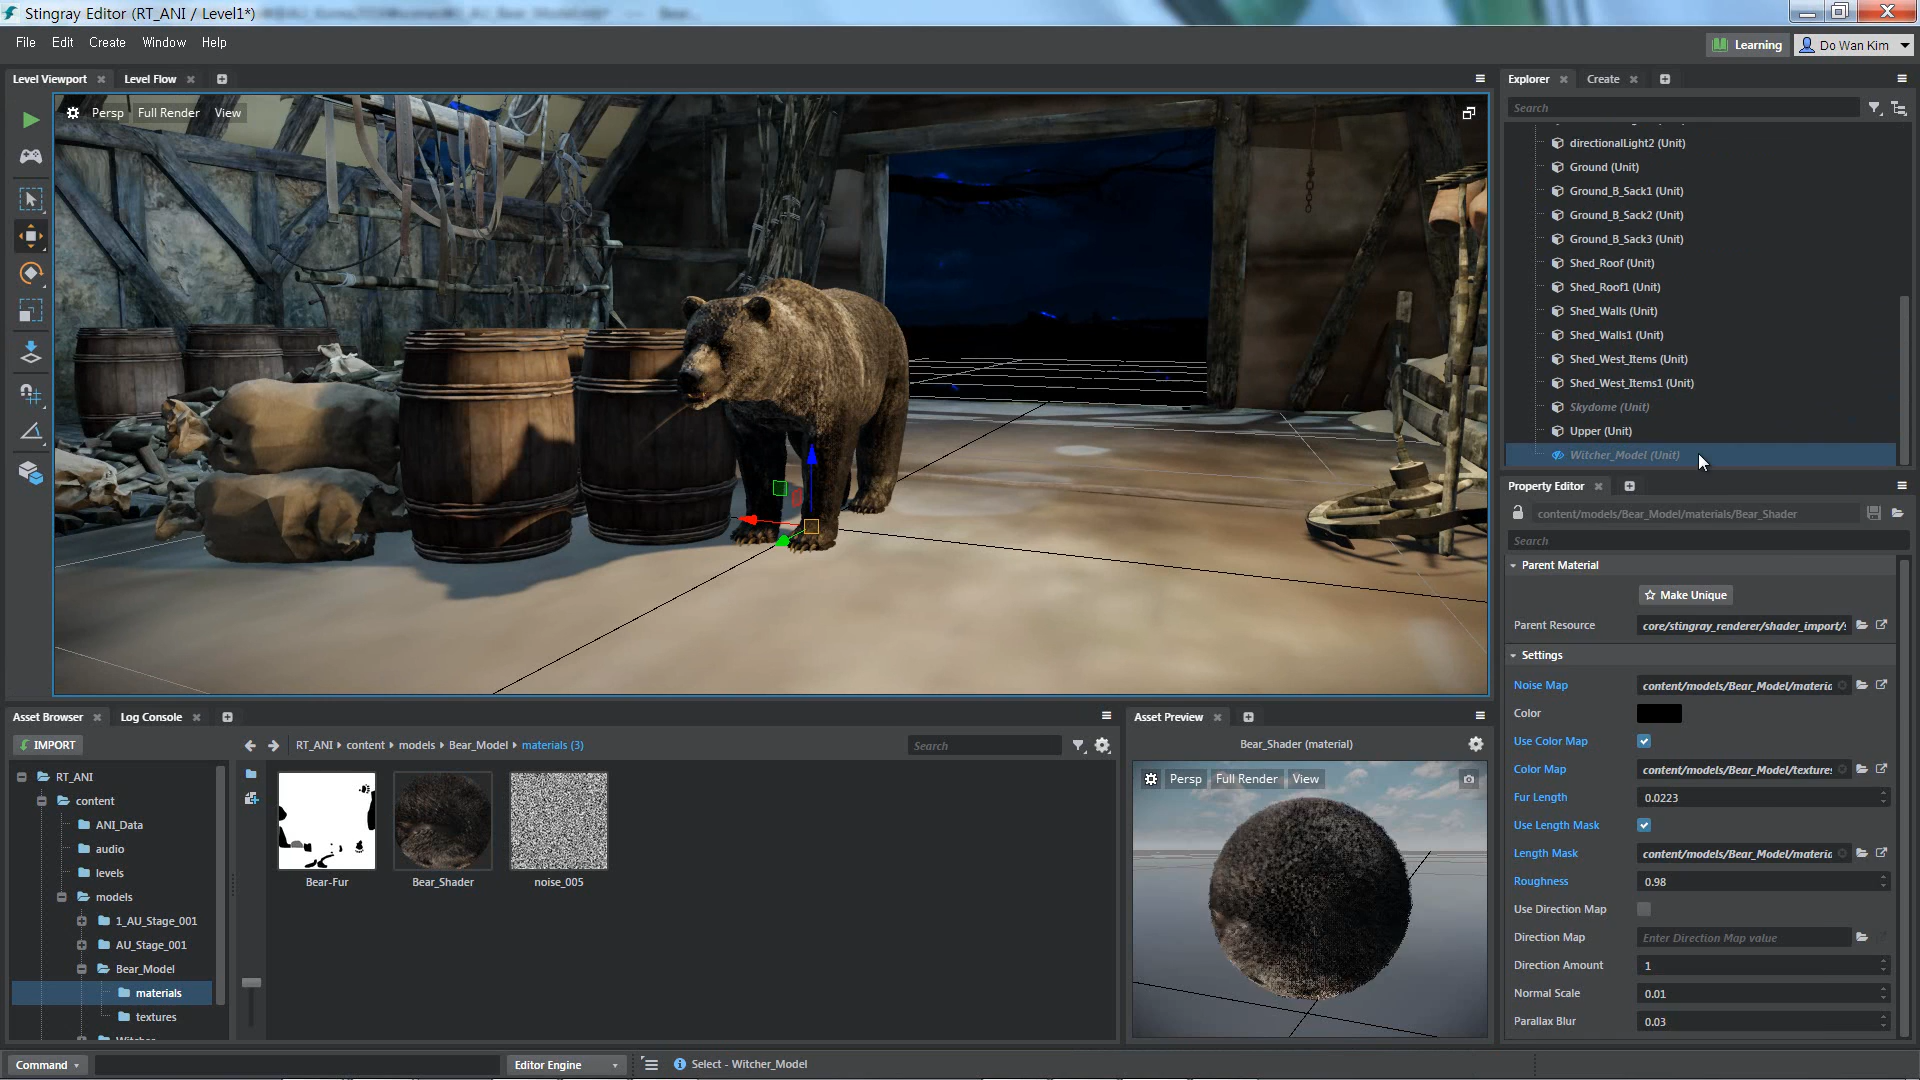 Stingray Editor (RT_ANI / Level1*)
File Edit Create Window Help
Learning
Do Wan Kim
Level Viewport
Level Flow
Persp Full Render View
Explorer
Create
Search
directionalLight2 (Unit)
Ground (Unit)
Ground_B_Sack1 (Unit)
Ground_B_Sack2 (Unit)
Ground_B_Sack3 (Unit)
Shed_Roof (Unit)
Shed_Roof1 (Unit)
Shed_Walls (Unit)
Shed_Walls1 (Unit)
Shed_West_Items (Unit)
Shed_West_Items1 (Unit)
Skydome (Unit)
Upper (Unit)
Witcher_Model (Unit)
Property Editor
content/models/Bear_Model/materials/Bear_Shader
Search
Parent Material
Make Unique
Parent Resource core/stingray_renderer/shader_import/
Settings
Noise Map content/models/Bear_Model/materia
Color
Use Color Map
Color Map content/models/Bear_Model/texture
Fur Length 0.0223
Use Length Mask
Length Mask content/models/Bear_Model/materia
Roughness 0.98
Use Direction Map
Direction Map Enter Direction Map value
Direction Amount 1
Normal Scale 0.01
Parallax Blur 0.03
Asset Browser
Log Console
IMPORT
RT_ANI content models Bear_Model materials (3)
Search
RT_ANI
content
ANI_Data
audio
levels
models
1_AU_Stage_001
AU_Stage_001
Bear_Model
materials
textures
Bear-Fur
Bear_Shader
noise_005
Asset Preview
Bear_Shader (material)
Persp Full Render View
Command
Editor Engine
Select - Witcher_Model